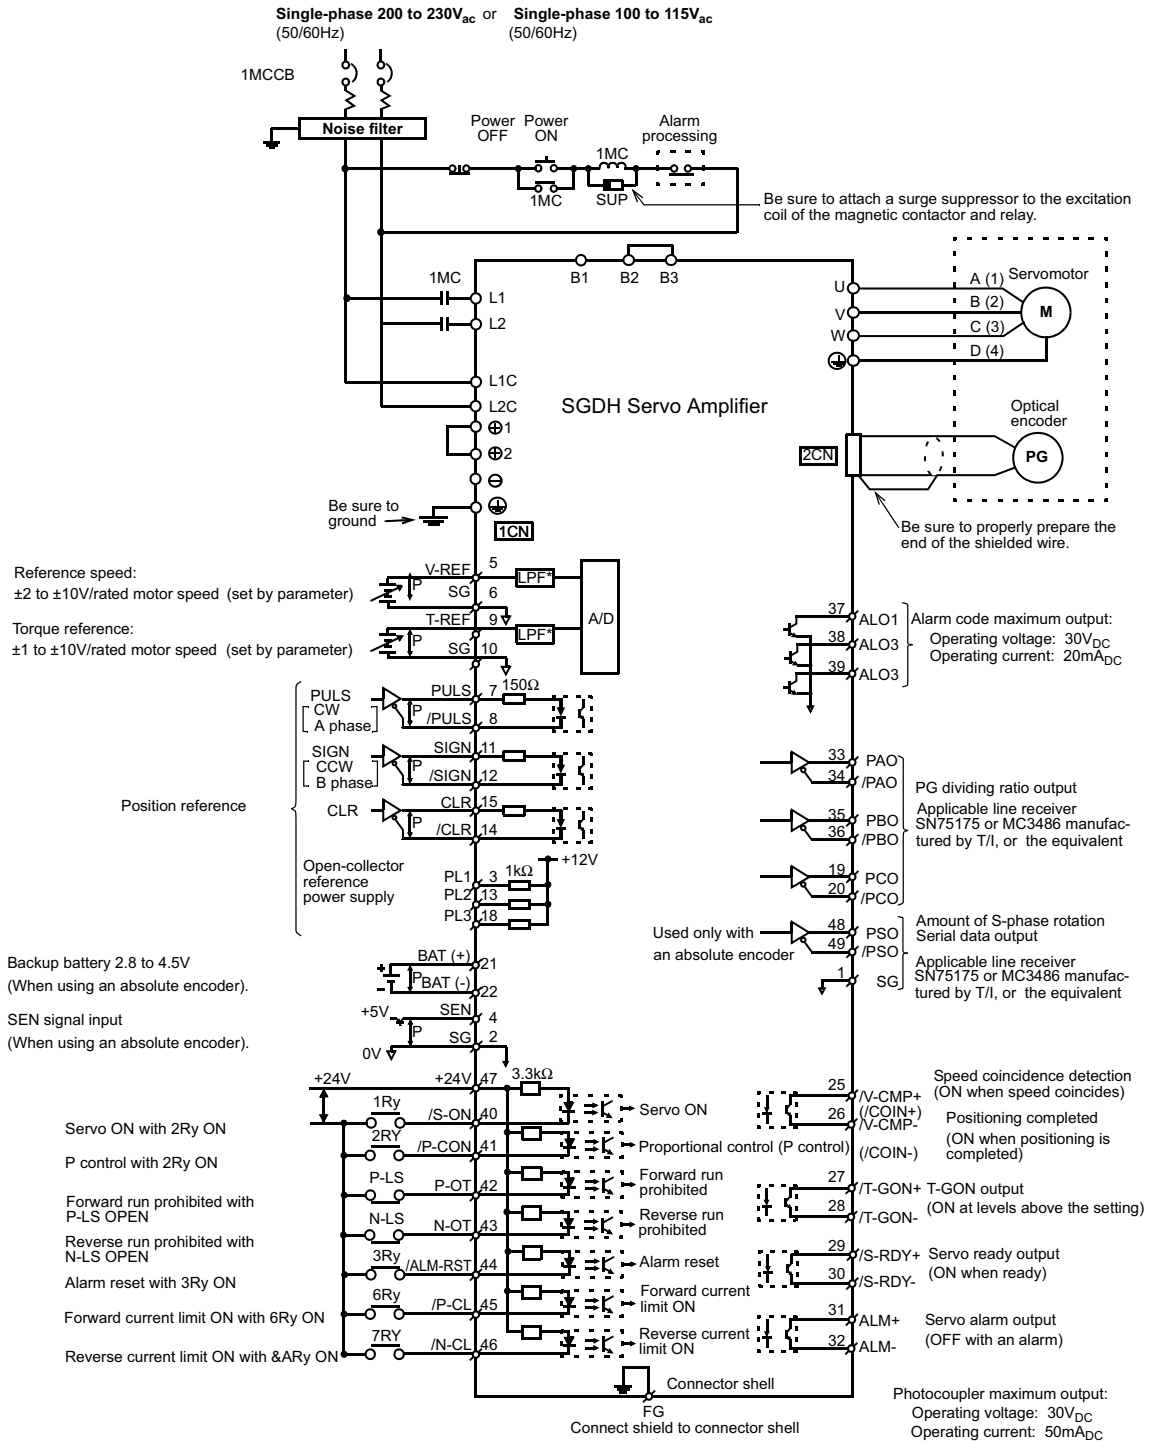 Single-phase 200 to 230Vac or Single-phase 100 to 115Vac
(50/60Hz) (50/60Hz)
1MCCB
Noise filter
Power OFF
Power ON
Alarm processing
1MC
1MC
SUP
Be sure to attach a surge suppressor to the excitation
coil of the magnetic contactor and relay.
B1 B2 B3
1MC
L1
L2
L1C
L2C
⊕1
⊕2
⊖
Be sure to
ground
1CN
SGDH Servo Amplifier
U
V
W
A (1)
B (2)
C (3)
D (4)
Servomotor
M
Optical
encoder
PG
2CN
Be sure to properly prepare the
end of the shielded wire.
Reference speed:
±2 to ±10V/rated motor speed (set by parameter)
V-REF 5
P
SG 6
LPF*
Torque reference:
±1 to ±10V/rated motor speed (set by parameter)
T-REF 9
P
SG 10
LPF*
A/D
Position reference
PULS
CW
A phase
PULS 7 150Ω
P
/PULS 8
SIGN
CCW
B phase
SIGN 11
P
/SIGN 12
CLR
CLR 15
P
/CLR 14
Open-collector
reference
power supply
+12V
PL1 3 1kΩ
PL2 13
PL3 18
Backup battery 2.8 to 4.5V
(When using an absolute encoder).
BAT (+) 21
P
BAT (-) 22
SEN signal input
(When using an absolute encoder).
+5V SEN 4
P
0V SG 2
+24V +24V 47 3.3kΩ
Servo ON with 2Ry ON
1Ry /S-ON 40 Servo ON
P control with 2Ry ON
2RY /P-CON 41 Proportional control (P control)
Forward run prohibited with
P-LS OPEN
P-LS P-OT 42 Forward run
prohibited
Reverse run prohibited with
N-LS OPEN
N-LS N-OT 43 Reverse run
prohibited
Alarm reset with 3Ry ON
3Ry /ALM-RST 44 Alarm reset
Forward current limit ON with 6Ry ON
6Ry /P-CL 45 Forward current
limit ON
Reverse current limit ON with &ARy ON
7RY /N-CL 46 Reverse current
limit ON
37 ALO1
38 ALO3
39 ALO3
Alarm code maximum output:
Operating voltage: 30VDC
Operating current: 20mADC
33 PAO
34 /PAO
35 PBO
36 /PBO
19 PCO
20 /PCO
PG dividing ratio output
Applicable line receiver
SN75175 or MC3486 manufac-
tured by T/I, or the equivalent
Used only with
an absolute encoder
48 PSO
49 /PSO
1 SG
Amount of S-phase rotation
Serial data output
Applicable line receiver
SN75175 or MC3486 manufac-
tured by T/I, or the equivalent
25 /V-CMP+
(/COIN+)
26 /V-CMP-
(/COIN-)
Speed coincidence detection
(ON when speed coincides)
Positioning completed
(ON when positioning is
completed)
27 /T-GON+ T-GON output
28 /T-GON- (ON at levels above the setting)
29 /S-RDY+ Servo ready output
30 /S-RDY- (ON when ready)
31 ALM+ Servo alarm output
32 ALM- (OFF with an alarm)
Connector shell
FG
Connect shield to connector shell
Photocoupler maximum output:
Operating voltage: 30VDC
Operating current: 50mADC